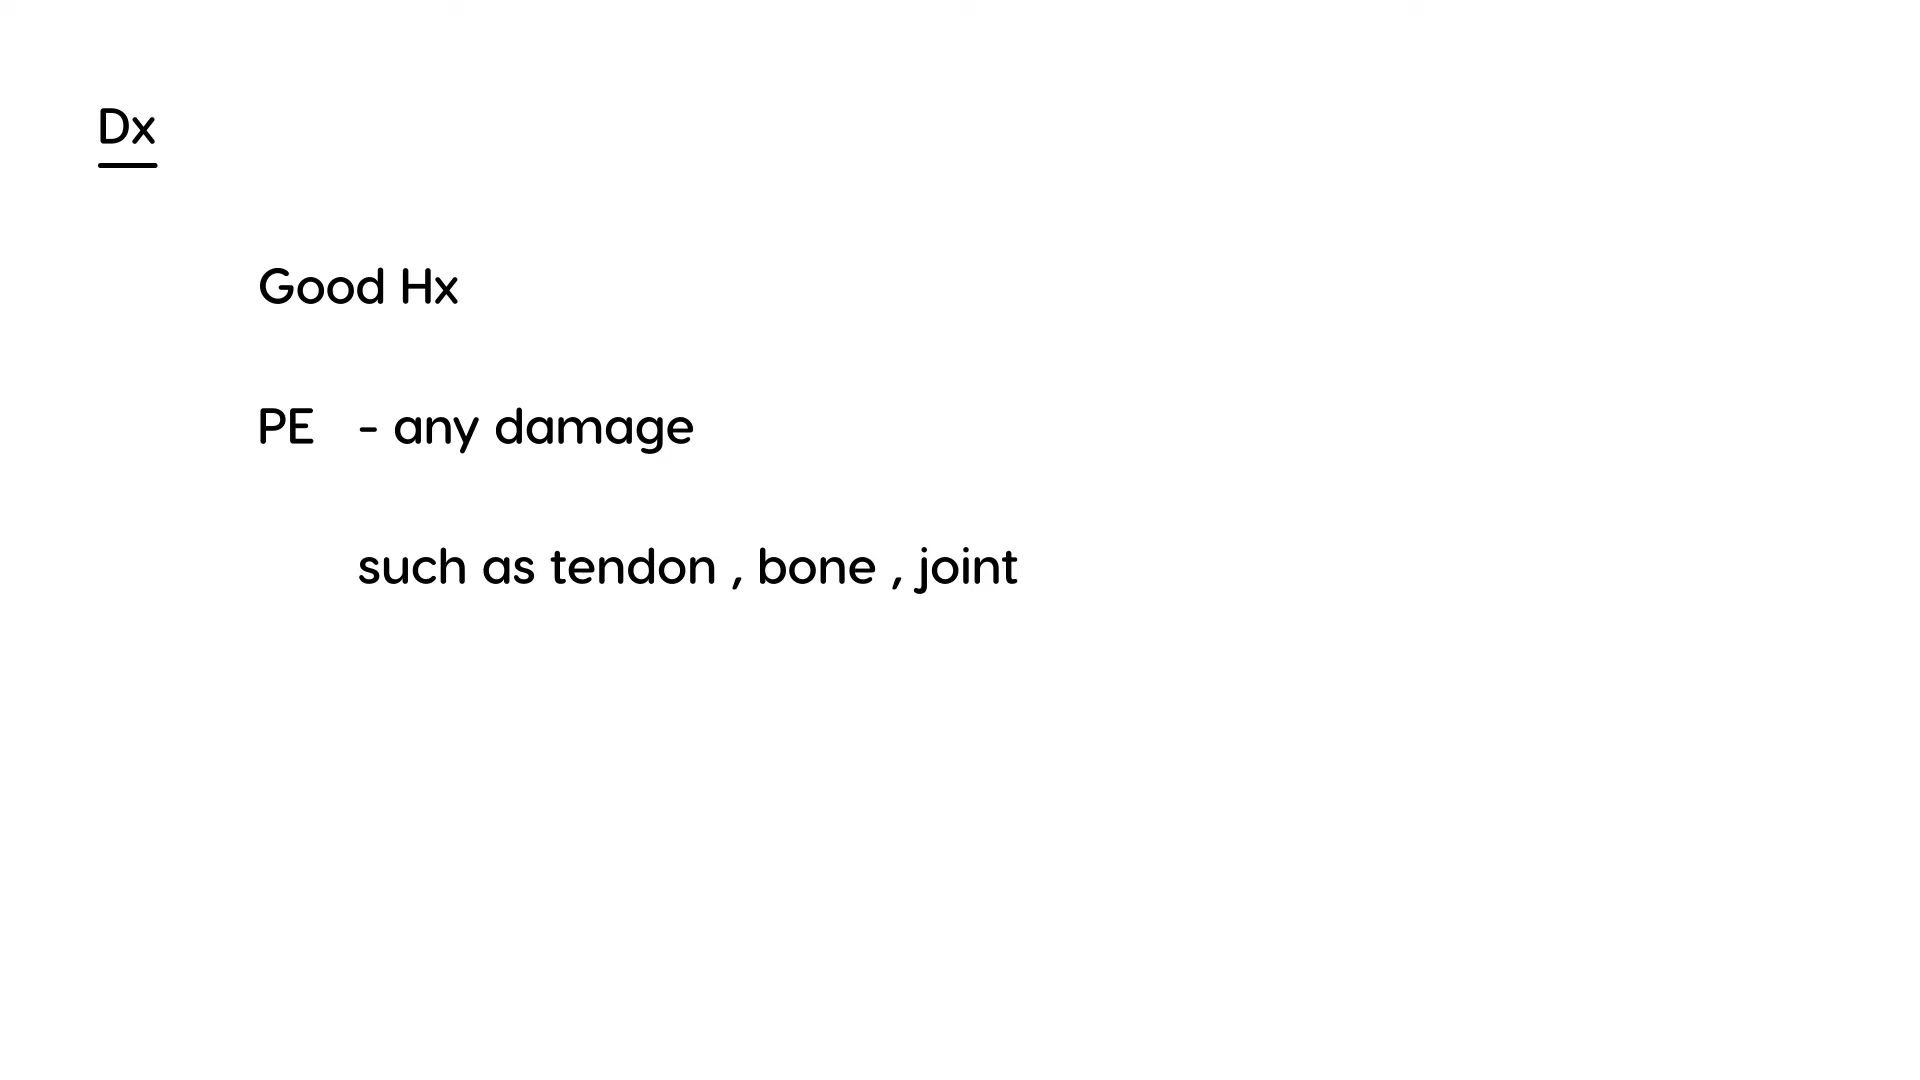 Dx
Good Hx
PE - any damage
such as tendon , bone , joint